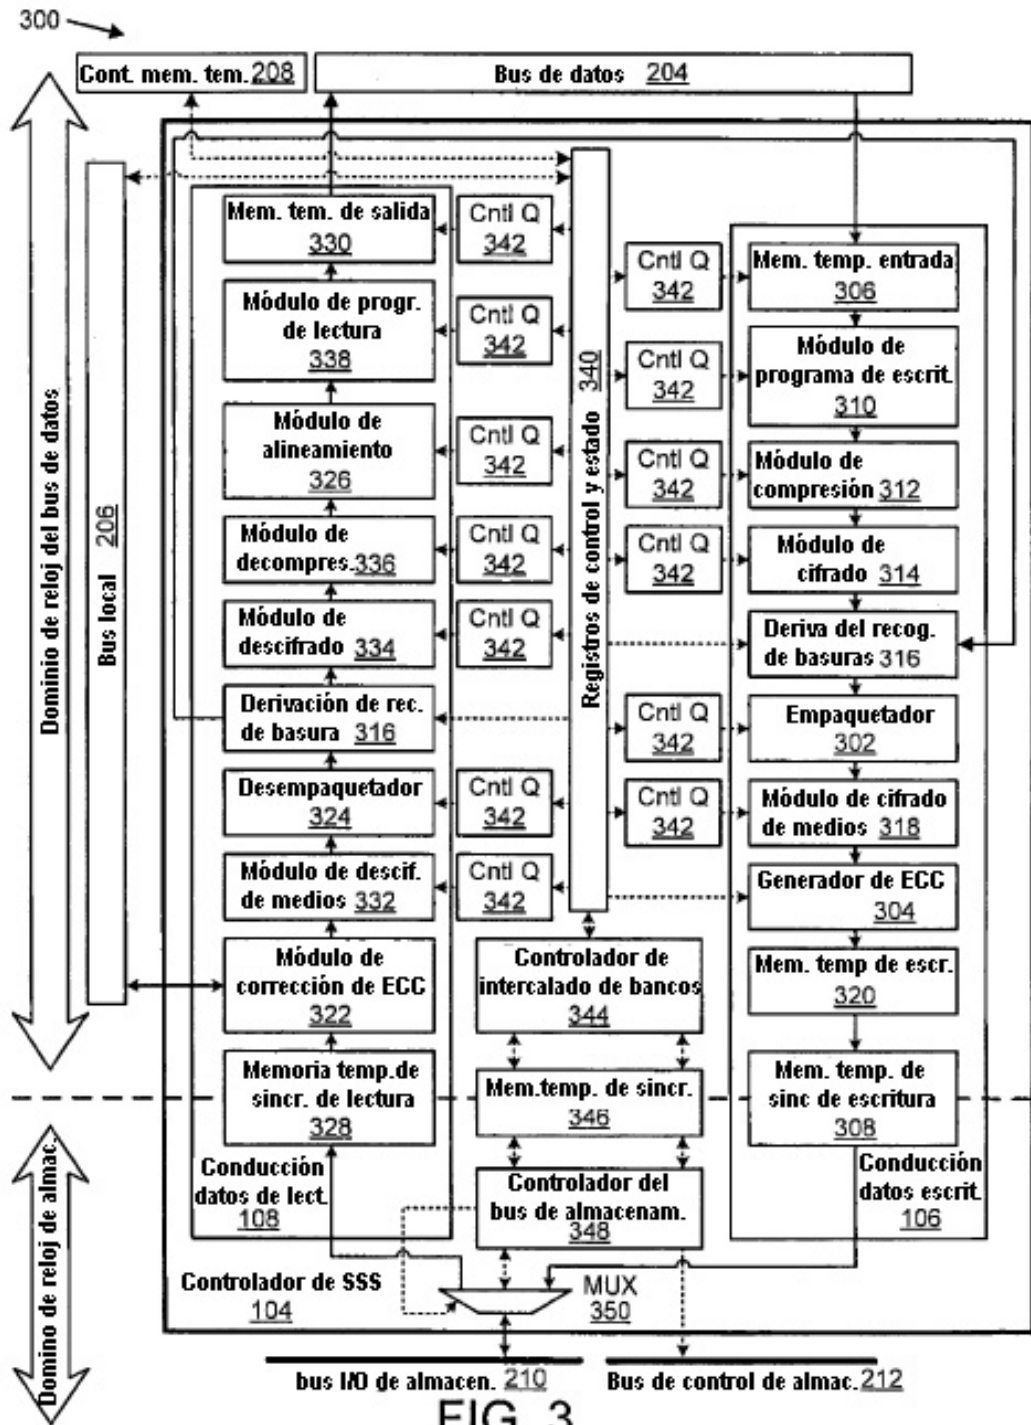 300
Cont. mem. tem. 208
Bus de datos 204
Dominio de reloj del bus de datos
Bus local 206
Mem. tem. de salida
330
Módulo de progr.
de lectura
338
Módulo de
alineamiento
326
Módulo de
decompres. 336
Módulo de
descifrado 334
Derivación de rec.
de basura 316
Desempaquetador
324
Módulo de descif.
de medios 332
Módulo de
corrección de ECC
322
Memoria temp.de
sincr. de lectura
328
Conducción
datos de lect.
108
Cntl Q
342
Cntl Q
342
Cntl Q
342
Cntl Q
342
Cntl Q
342
Cntl Q
342
Cntl Q
342
Registros de control y estado 340
Controlador de
intercalado de bancos
344
Mem.temp. de sincr.
346
Controlador del
bus de almacenam.
348
Cntl Q
342
Cntl Q
342
Cntl Q
342
Cntl Q
342
Cntl Q
342
Cntl Q
342
Mem. temp. entrada
306
Módulo de
programa de escrit.
310
Módulo de
compresión 312
Módulo de
cifrado 314
Deriva del recog.
de basuras 316
Empaquetador
302
Módulo de cifrado
de medios 318
Generador de ECC
304
Mem. temp de escr.
320
Mem. temp. de
sinc de escritura
308
Conducción
datos escrit.
106
Domino de reloj de almac.
Controlador de SSS
104
MUX
350
bus I/O de almacen. 210
Bus de control de almac. 212
FIG. 3